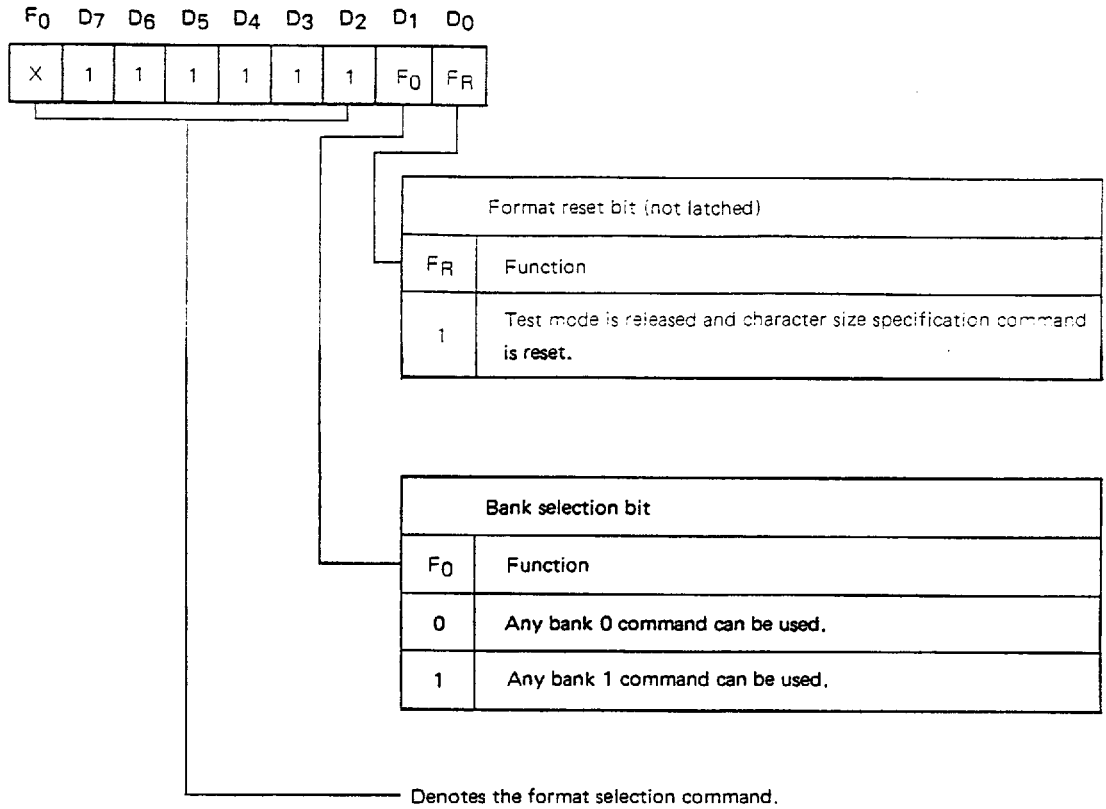 F0 D7 D6 D5 D4 D3 D2 D1 D0
X 1 1 1 1 1 1 F0 FR
Format reset bit (not latched)
FR Function
1 Test mode is released and character size specification command
is reset.
Bank selection bit
F0 Function
0 Any bank 0 command can be used.
1 Any bank 1 command can be used.
Denotes the format selection command.